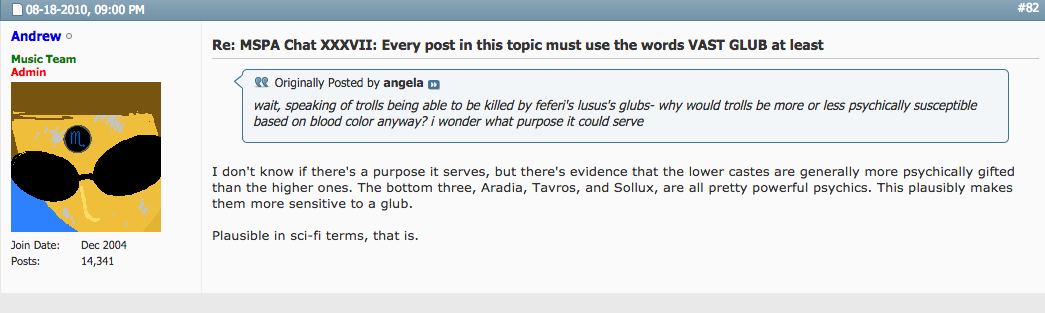 08-18-2010, 09:00 PM
#82
Andrew
Music Team
Admin
Join Date: Dec 2004
Posts: 14,341
Re: MSPA Chat XXXVII: Every post in this topic must use the words VAST GLUB at least
Originally Posted by angela
wait, speaking of trolls being able to be killed by feferi's lusus's glubs- why would trolls be more or less psychically susceptible
based on blood color anyway? i wonder what purpose it could serve
I don't know if there's a purpose it serves, but there's evidence that the lower castes are generally more psychically gifted
than the higher ones. The bottom three, Aradia, Tavros, and Sollux, are all pretty powerful psychics. This plausibly makes
them more sensitive to a glub.
Plausible in sci-fi terms, that is.